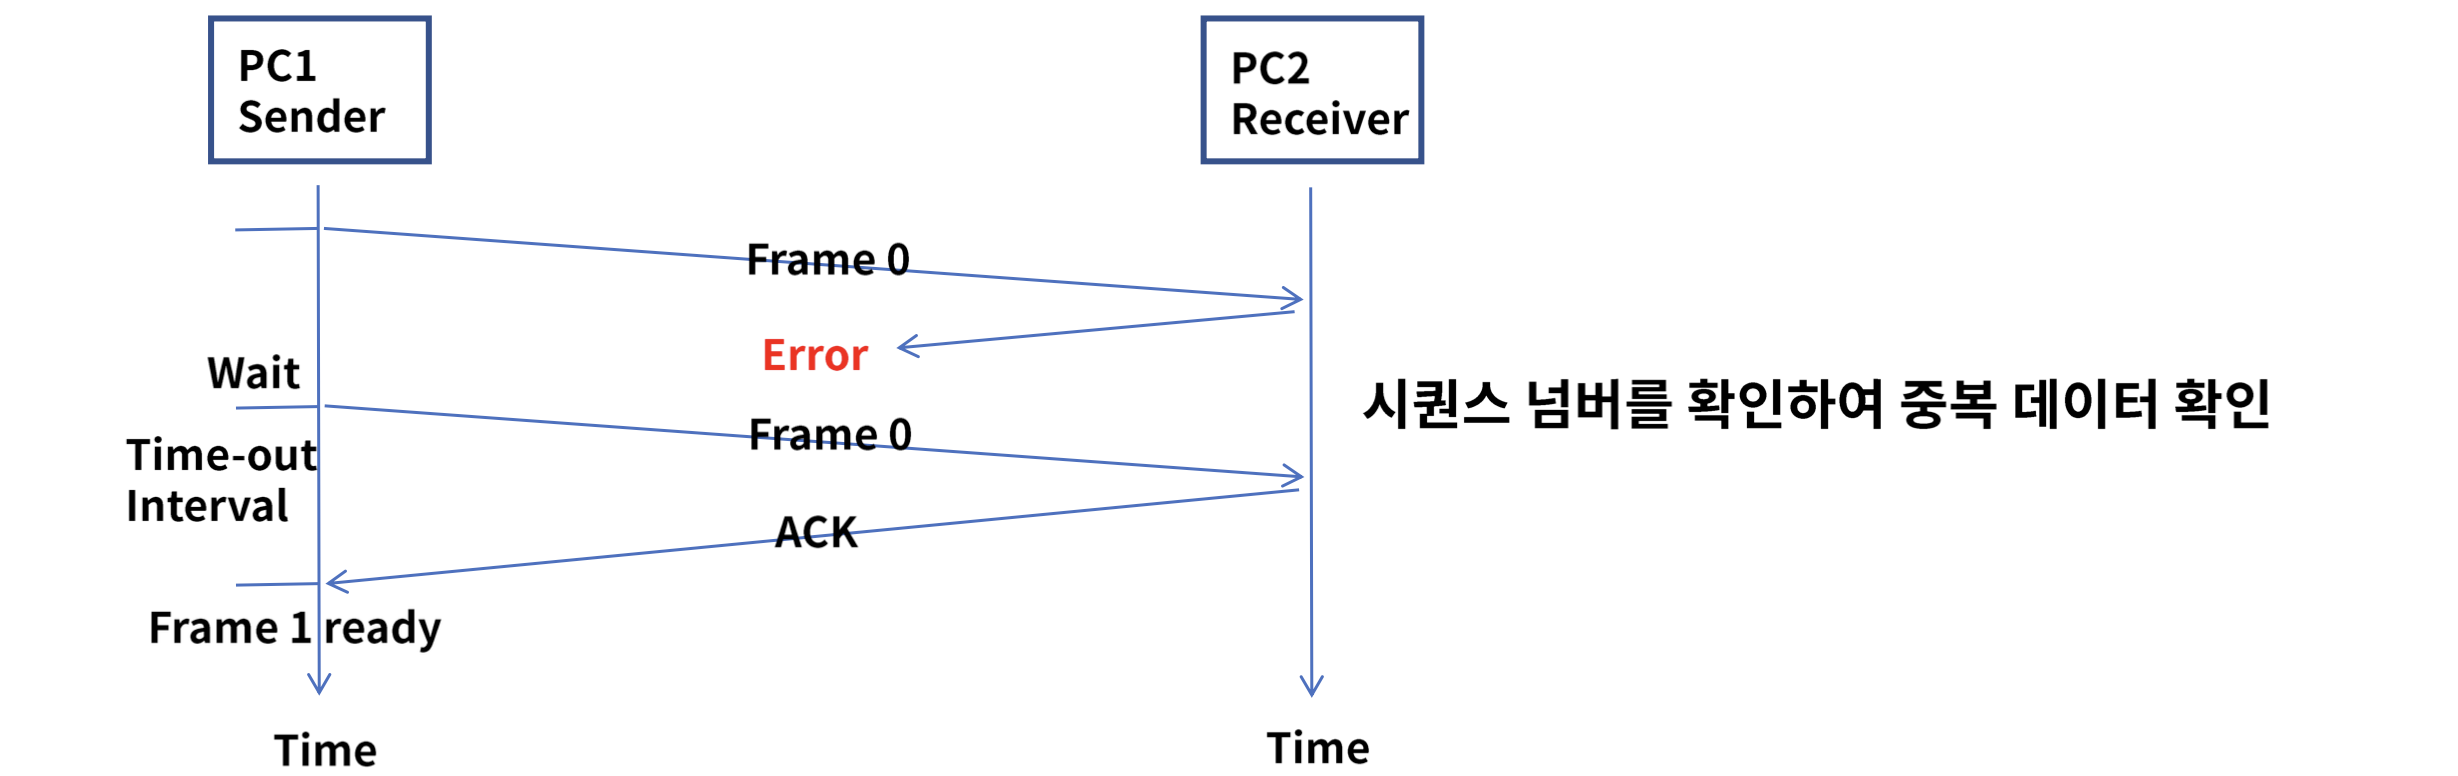 PC1
Sender
PC2
Receiver
Frame 0
Error
Wait
시퀀스 넘버를 확인하여 중복 데이터 확인
Frame 0
Time-out
Interval
ACK
Frame 1 ready
Time
Time